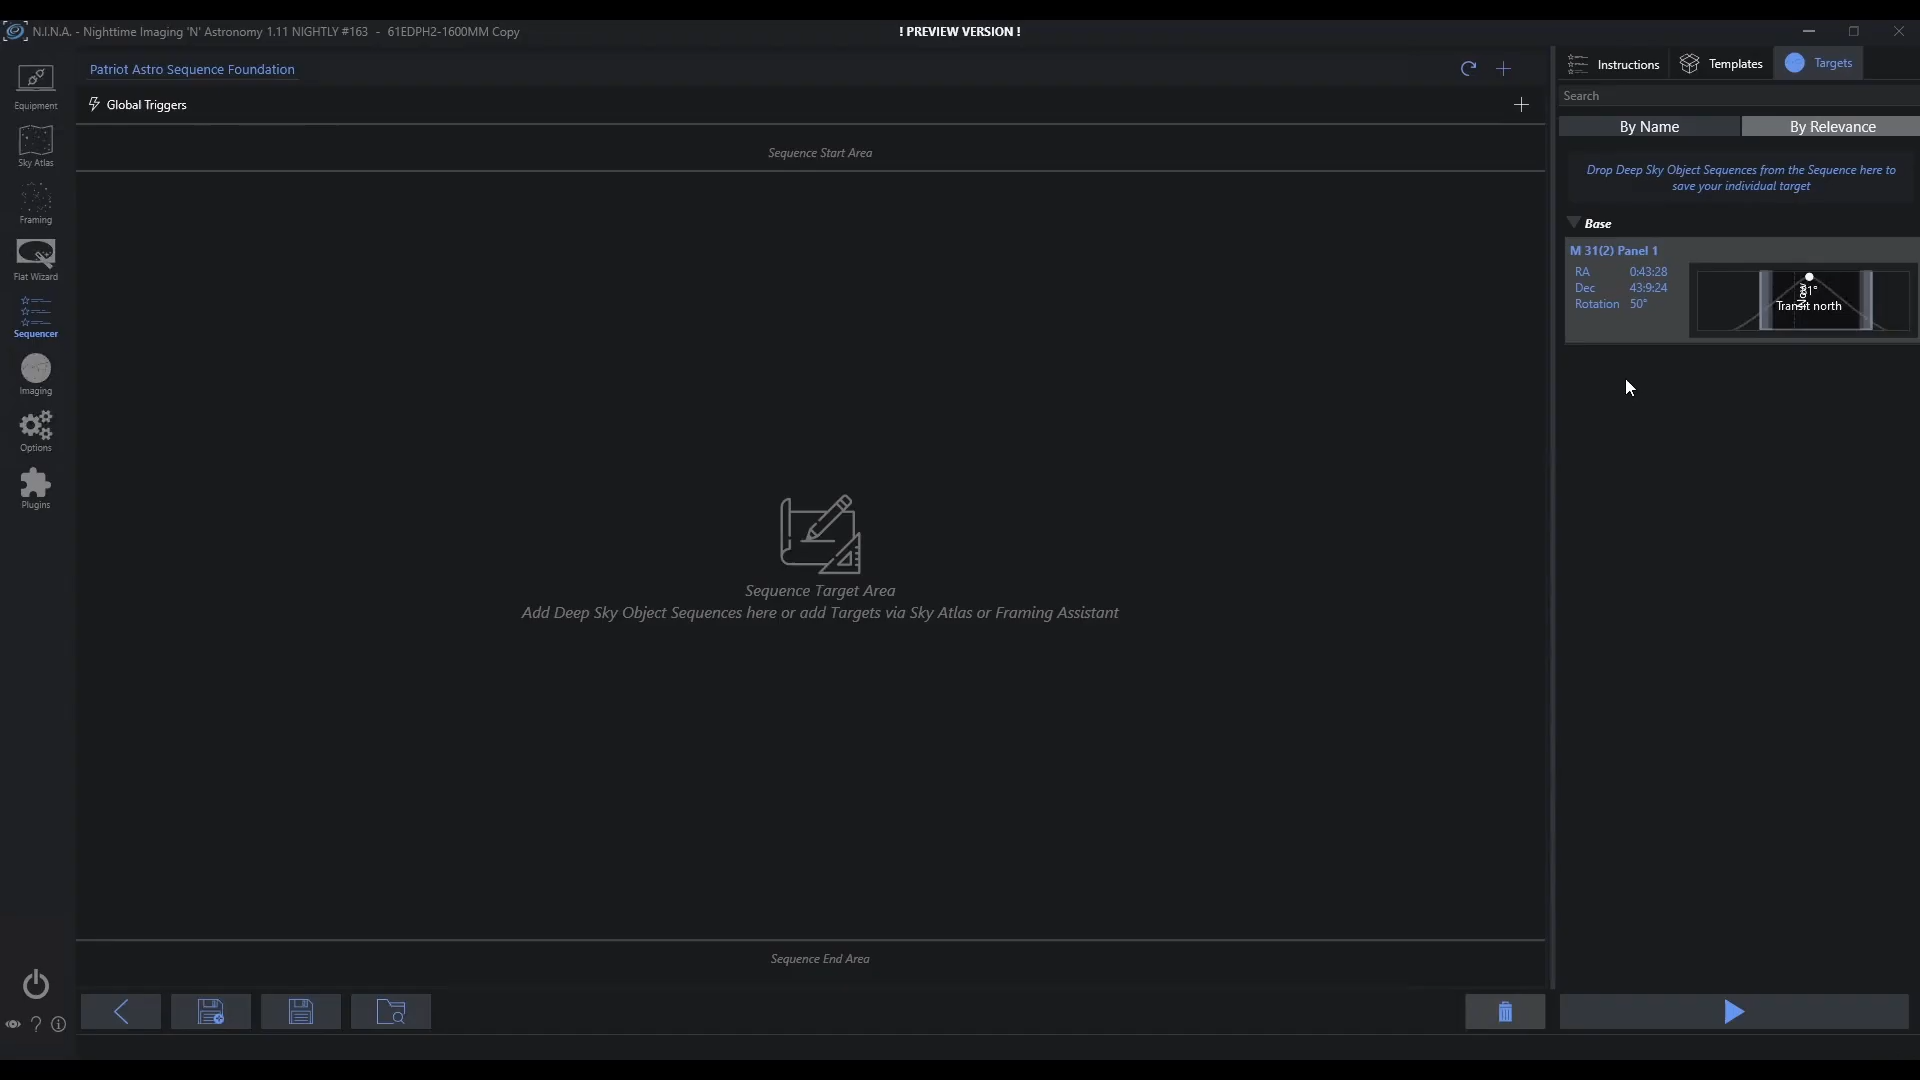 N.I.N.A. - Nighttime Imaging 'N' Astronomy 1.11 NIGHTLY #163 - 61EDPH2-1600MM Copy
! PREVIEW VERSION !
Equipment
Sky Atlas
Framing
Flat Wizard
Sequencer
Imaging
Options
Plugins
Patriot Astro Sequence Foundation
Global Triggers
Sequence Start Area
Sequence Target Area
Add Deep Sky Object Sequences here or add Targets via Sky Atlas or Framing Assistant
Sequence End Area
Instructions
Templates
Targets
Search
By Name
By Relevance
Drop Deep Sky Object Sequences from the Sequence here to
save your individual target
Base
M 31(2) Panel 1
RA 0:43:28
Dec 43:9:24
Rotation 50°
Transit north